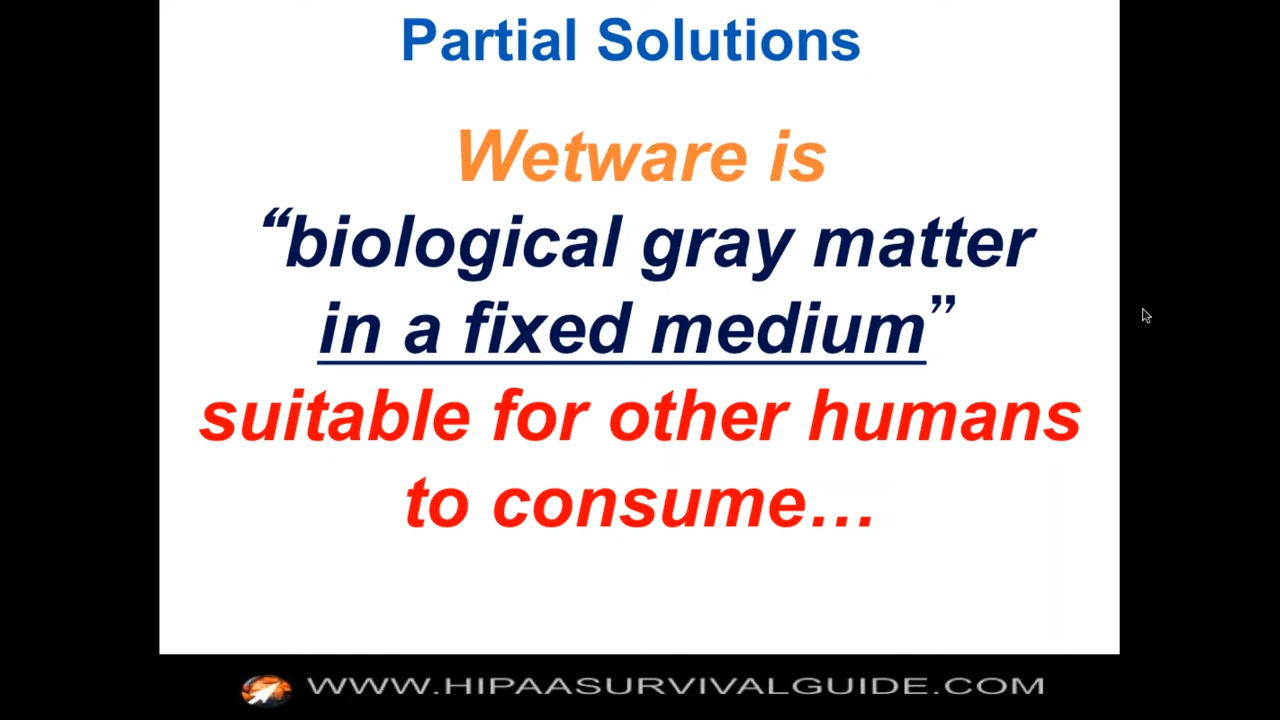 Partial Solutions
Wetware is
“biological gray matter
in a fixed medium”
suitable for other humans
to consume…
WWW.HIPAASURVIVALGUIDE.COM